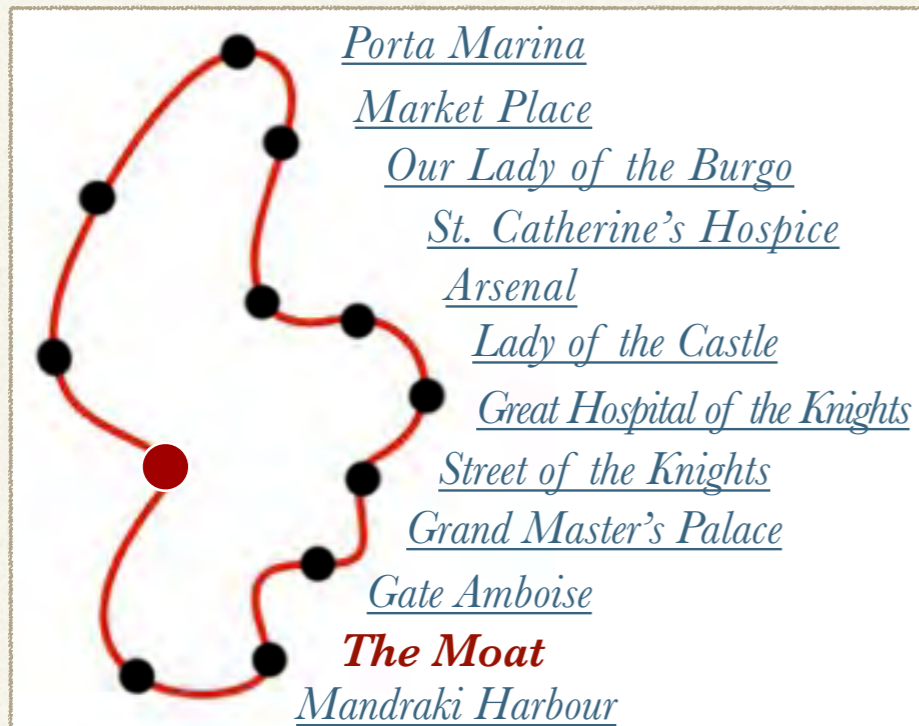 Porta Marina
Market Place
Our Lady of the Burgo
St. Catherine’s Hospice
Arsenal
Lady of the Castle
Great Hospital of the Knights
Street of the Knights
Grand Master’s Palace
Gate Amboise
The Moat
Mandraki Harbour